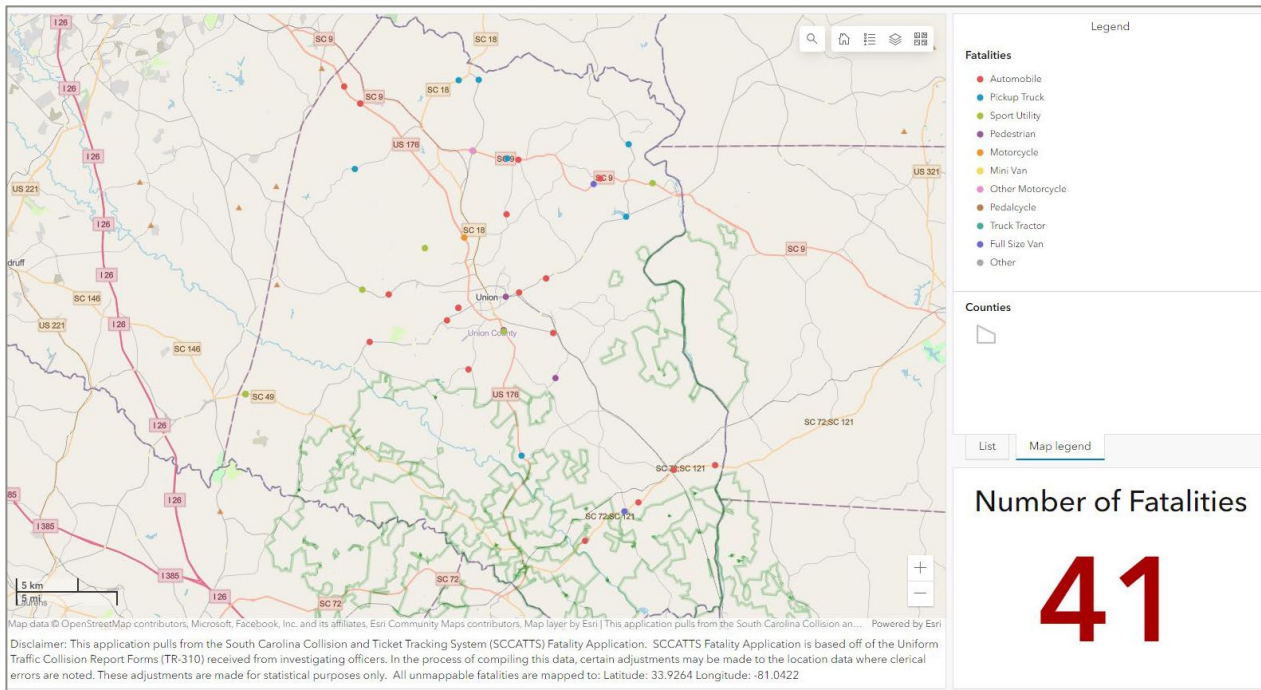 I 26
SC 9
SC 18
Legend
Fatalities
I 26
SC 18
SC 9
Automobile
Pickup Truck
Sport Utility
Pedestrian
Motorcycle
Mini Van
Other Motorcycle
Pedalcycle
Truck Tractor
Full Size Van
Other
I 26
US 176
SC 9
US 321
US 221
SC 9
I 26
SC 18
SC 9
druff
I 26
SC 146
Union
US 221
I 26
Union County
Counties
SC 146
SC 49
US 176
I 26
SC 72;SC 121
List
Map legend
SC 72;SC 121
85
I 26
SC 72;SC 121
I 385
I 385
SC 72
5 km
5 mi
Laurens
I 26
SC 72
Number of Fatalities
41
Map data © OpenStreetMap contributors, Microsoft, Facebook, Inc. and its affiliates, Esri Community Maps contributors, Map layer by Esri | This application pulls from the South Carolina Collision an... Powered by Esri
Disclaimer: This application pulls from the South Carolina Collision and Ticket Tracking System (SCCATTS) Fatality Application. SCCATTS Fatality Application is based off of the Uniform
Traffic Collision Report Forms (TR-310) received from investigating officers. In the process of compiling this data, certain adjustments may be made to the location data where clerical
errors are noted. These adjustments are made for statistical purposes only. All unmappable fatalities are mapped to: Latitude: 33.9264 Longitude: -81.0422